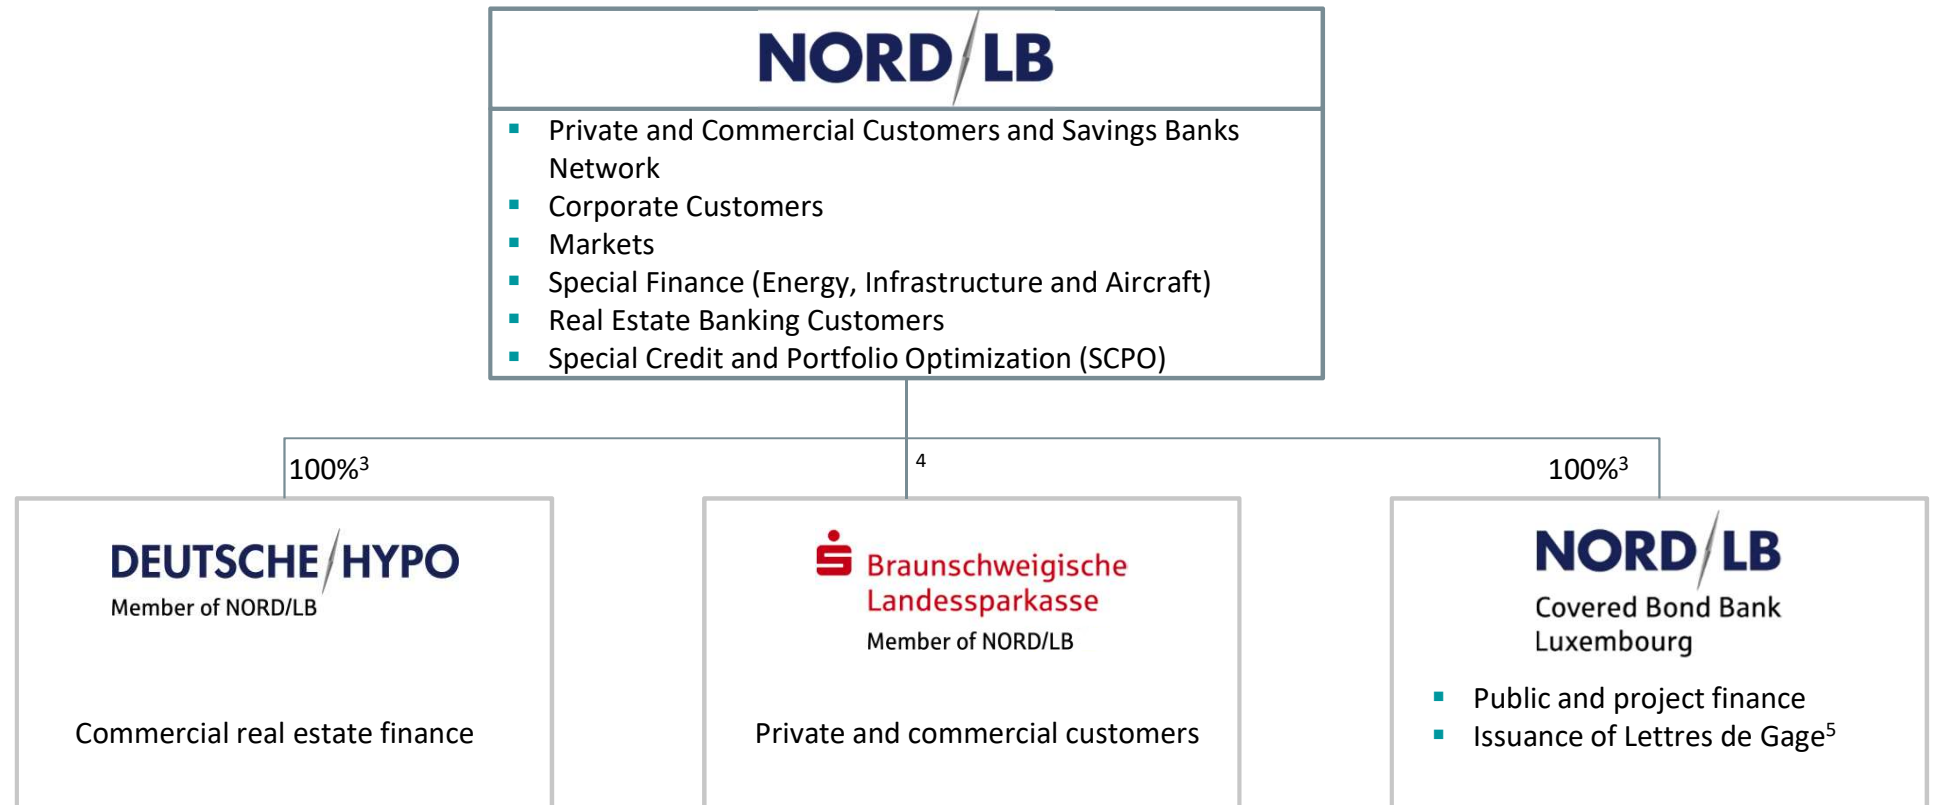 NORD/LB
▪ Private and Commercial Customers and Savings Banks
Network
▪ Corporate Customers
▪ Markets
▪ Special Finance (Energy, Infrastructure and Aircraft)
▪ Real Estate Banking Customers
▪ Special Credit and Portfolio Optimization (SCPO)
100%³
⁴
100%³
DEUTSCHE/HYPO
Member of NORD/LB
Commercial real estate finance
Braunschweigische
Landessparkasse
Member of NORD/LB
Private and commercial customers
NORD/LB
Covered Bond Bank
Luxembourg
▪ Public and project finance
▪ Issuance of Lettres de Gage⁵